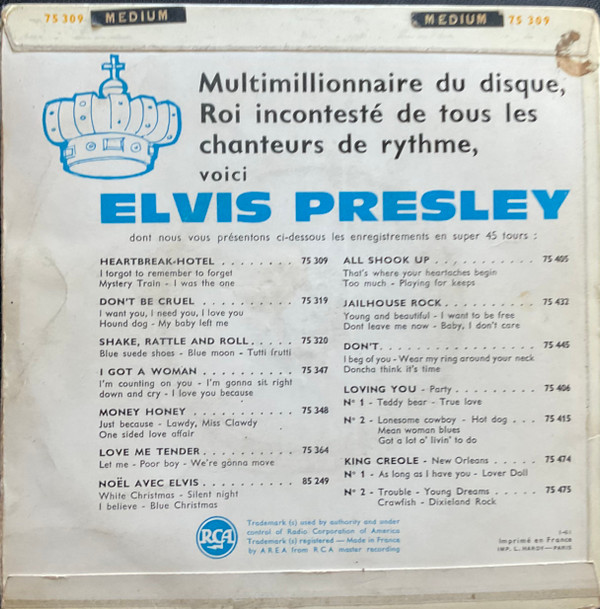 75 309 MEDIUM MEDIUM 75 309
Multimillionnaire du disque,
Roi incontesté de tous les
chanteurs de rythme,
voici
ELVIS PRESLEY
dont nous vous présentons ci-dessous les enregistrements en super 45 tours :
HEARTBREAK-HOTEL . . . . . . . . 75 309
I forgot to remember to forget
Mystery Train - I was the one
DON'T BE CRUEL . . . . . . . . . . 75 319
I want you, I need you, I love you
Hound dog - My baby left me
SHAKE, RATTLE AND ROLL . . . . . 75 320
Blue suede shoes - Blue moon - Tutti frutti
I GOT A WOMAN . . . . . . . . . . 75 347
I'm counting on you - I'm gonna sit right
down and cry - I love you because
MONEY HONEY . . . . . . . . . . . 75 348
Just because - Lawdy, Miss Clawdy
One sided love affair
LOVE ME TENDER . . . . . . . . . . 75 364
Let me - Poor boy - We're gönna move
NOËL AVEC ELVIS . . . . . . . . . . 85 249
White Christmas - Silent night
I believe - Blue Christmas
ALL SHOOK UP . . . . . . . . . . . 75 405
That's where your heartaches begin
Too much - Playing for keeps
JAILHOUSE ROCK . . . . . . . . . . 75 432
Young and beautiful - I want to be free
Dont leave me now - Baby, I don't care
DON'T . . . . . . . . . . . . . . . . 75 445
I beg of you - Wear my ring around your neck
Doncha think it's time
LOVING YOU - Party . . . . . . . . . 75 406
N° 1 - Teddy bear - True love
N° 2 - Lonesome cowboy - Hot dog . . . 75 415
Mean woman blues
Got a lot o' livin' to do
KING CREOLE - New Orleans . . . . . 75 474
N° 1 - As long as I have you - Lover Doll
N° 2 - Trouble - Young Dreams . . . . . 75 475
Crawfish - Dixieland Rock
RCA
Trademark (s) used by authority and under
control of Radio Corporation of America
Trademark (s) registered — Made in France
by A R E A from R C A master recording
1-61
Imprimé en France
IMP. L. HARDY - PARIS